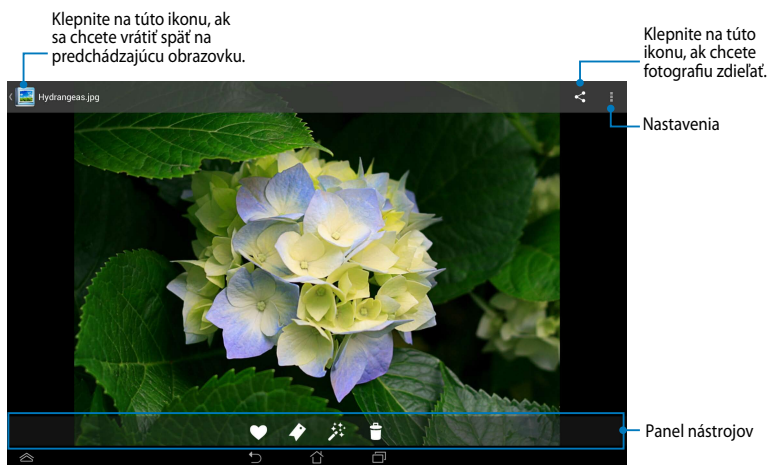 Klepnite na túto ikonu, ak
sa chcete vrátiť späť na
predchádzajúcu obrazovku.
Klepnite na túto
ikonu, ak chcete
fotografiu zdieľať.
Hydrangeas.jpg
Nastavenia
Panel nástrojov